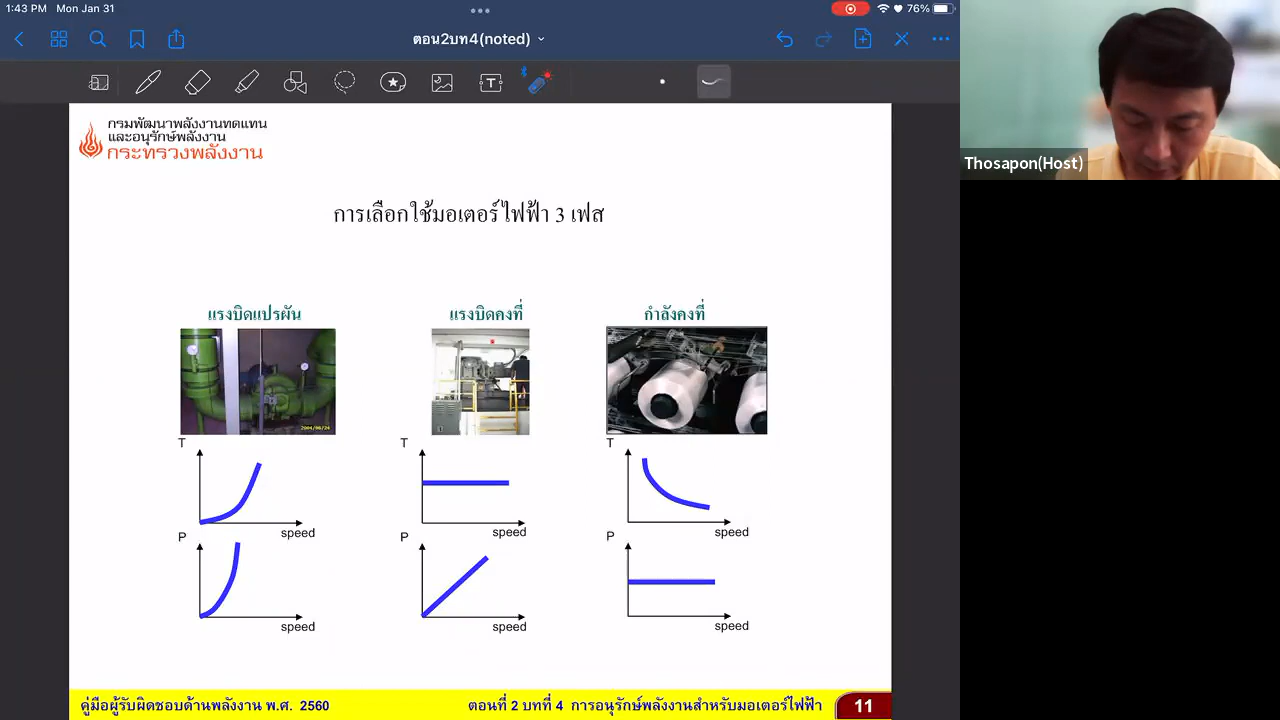 1:43 PM Mon Jan 31
76%
ตอน2บท4(noted)
กรมพัฒนาพลังงานทดแทน
และอนุรักษ์พลังงาน
กระทรวงพลังงาน
Thosapon(Host)
การเลือกใช้มอเตอร์ไฟฟ้า 3 เฟส
แรงบิดแปรผัน แรงบิดคงที่ กำลังคงที่
2004/06/24
T T T
speed speed speed
P P P
speed speed speed
คู่มือผู้รับผิดชอบด้านพลังงาน พ.ศ. 2560 ตอนที่ 2 บทที่ 4 การอนุรักษ์พลังงานสำหรับมอเตอร์ไฟฟ้า 11